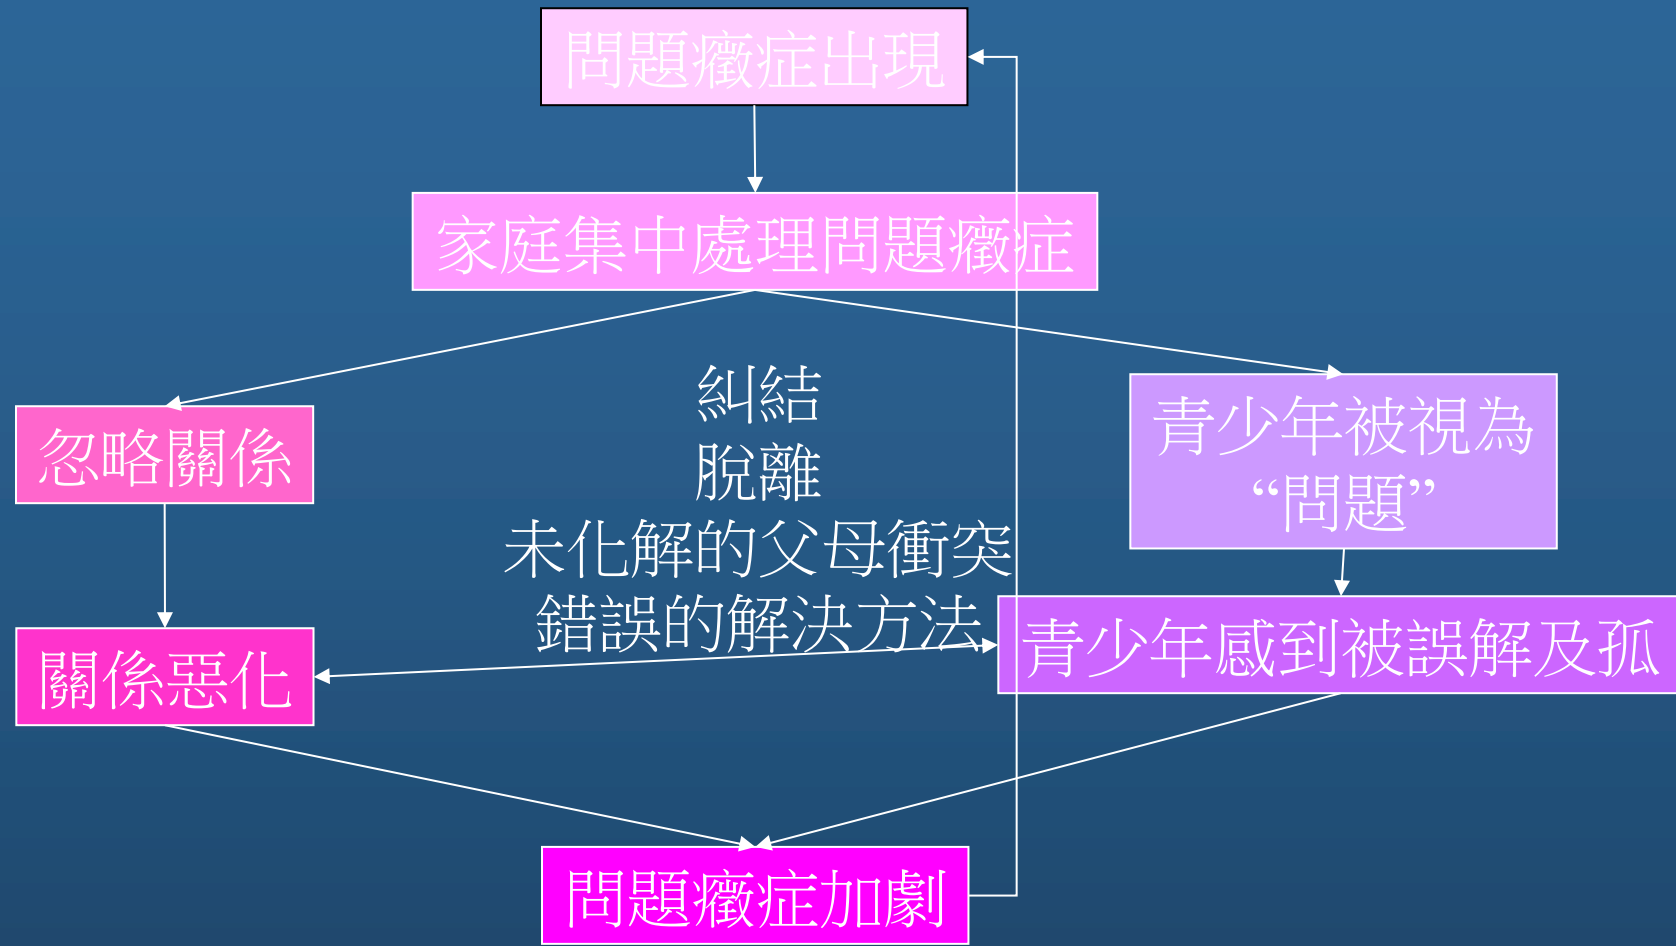 問題癥症出現
家庭集中處理問題癥症
糾結
脫離
未化解的父母衝突
錯誤的解決方法
忽略關係
青少年被視為
“問題”
關係惡化
青少年感到被誤解及孤
問題癥症加劇